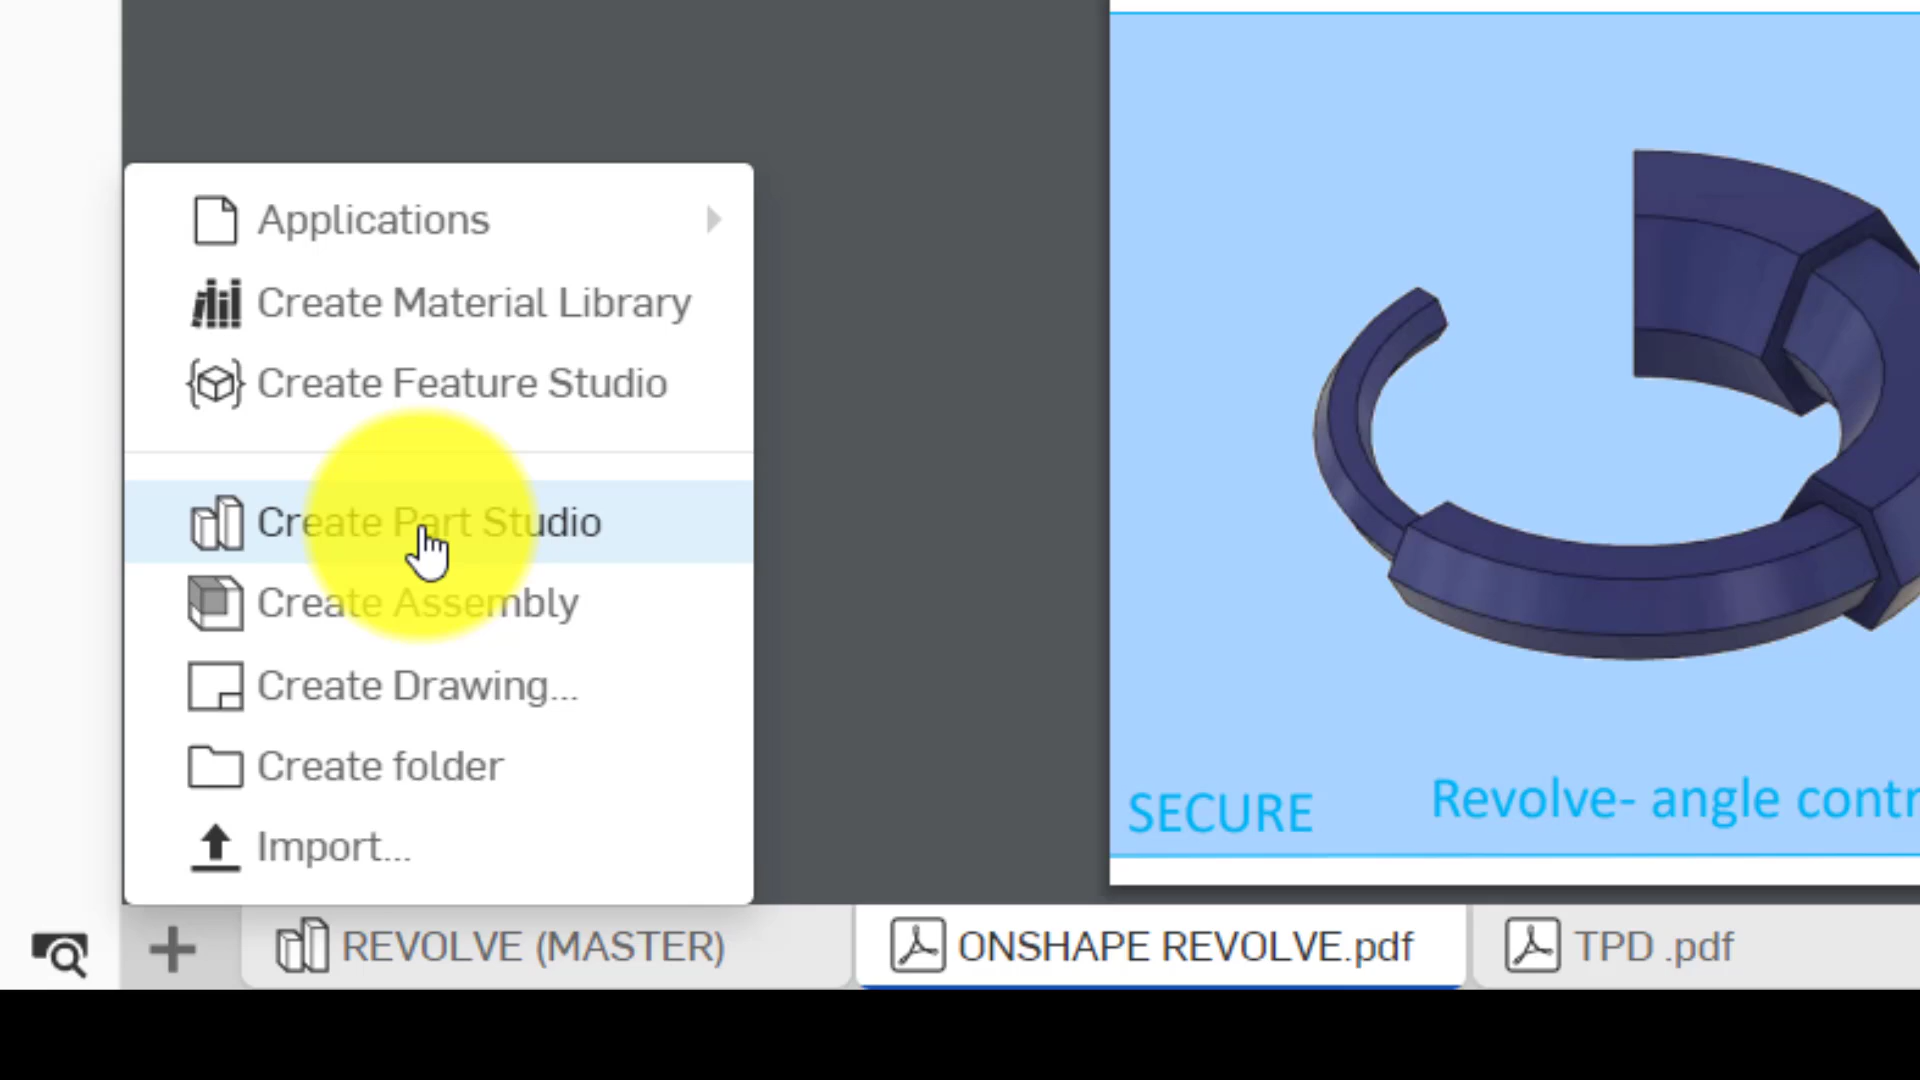 Applications
Create Material Library
Create Feature Studio
Create Part Studio
Create Assembly
Create Drawing...
Create folder
Import...
SECURE
Revolve- angle contr
REVOLVE (MASTER)
ONSHAPE REVOLVE.pdf
TPD .pdf